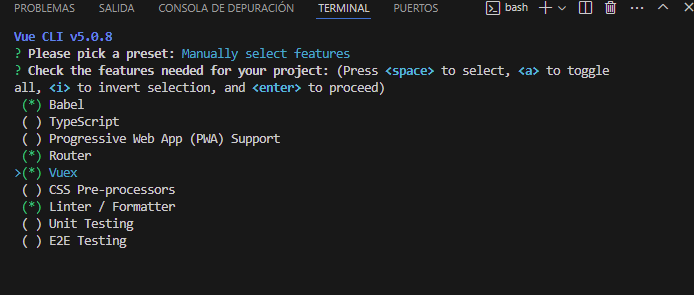 PROBLEMAS SALIDA CONSOLA DE DEPURACIÓN TERMINAL PUERTOS bash
Vue CLI v5.0.8
? Please pick a preset: Manually select features
? Check the features needed for your project: (Press <space> to select, <a> to toggle
all, <i> to invert selection, and <enter> to proceed)
(*) Babel
( ) TypeScript
( ) Progressive Web App (PWA) Support
(*) Router
>(*) Vuex
( ) CSS Pre-processors
(*) Linter / Formatter
( ) Unit Testing
( ) E2E Testing